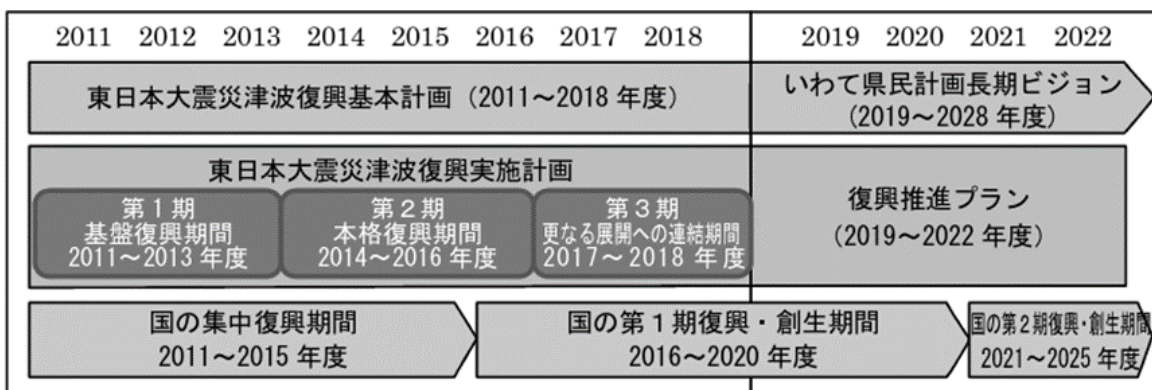 2011 2012 2013 2014 2015 2016 2017 2018 2019 2020 2021 2022
東日本大震災津波復興基本計画(2011～2018 年度)
いわて県民計画長期ビジョン
(2019～2028 年度)
東日本大震災津波復興実施計画
第1期
基盤復興期間
2011～2013 年度
第2期
本格復興期間
2014～2016 年度
第3期
更なる展開への連結期間
2017～2018 年度
復興推進プラン
(2019～2022 年度)
国の集中復興期間
2011～2015 年度
国の第1期復興・創生期間
2016～2020 年度
国の第2期復興・創生期間
2021～2025 年度